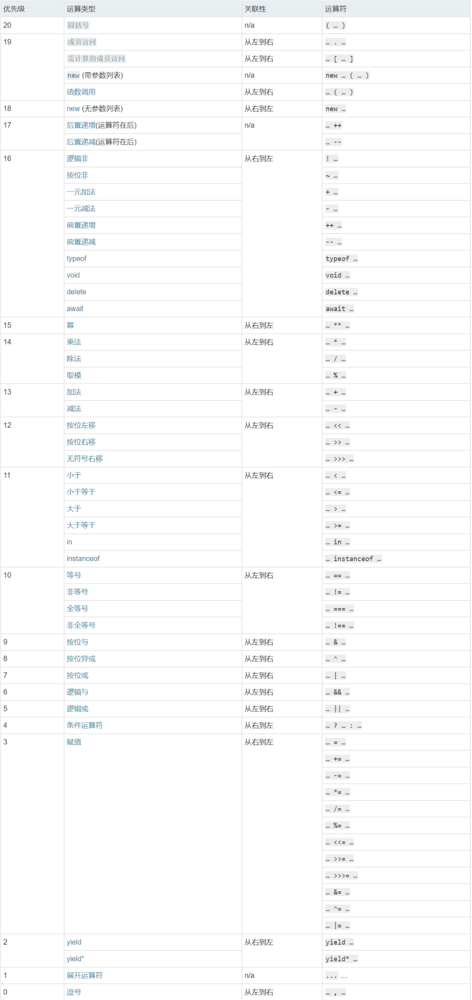 优先级 运算类型 关联性 运算符
20 圆括号 n/a ( … )
19 成员访问 从左到右 … . …
需计算的成员访问 从左到右 … [ … ]
new (带参数列表) n/a new … ( … )
函数调用 从左到右 … ( … )
18 new (无参数列表) 从右到左 new …
17 后置递增(运算符在后) n/a … ++
后置递减(运算符在后) … --
16 逻辑非 从右到左 ! …
按位非 ~ …
一元加法 + …
一元减法 - …
前置递增 ++ …
前置递减 -- …
typeof typeof …
void void …
delete delete …
await await …
15 幂 从右到左 … ** …
14 乘法 从左到右 … * …
除法 … / …
取模 … % …
13 加法 从左到右 … + …
减法 … - …
12 按位左移 从左到右 … << …
按位右移 … >> …
无符号右移 … >>> …
11 小于 从左到右 … < …
小于等于 … <= …
大于 … > …
大于等于 … >= …
in … in …
instanceof … instanceof …
10 等号 从左到右 … == …
非等号 … != …
全等号 … === …
非全等号 … !== …
9 按位与 从左到右 … & …
8 按位异或 从左到右 … ^ …
7 按位或 从左到右 … | …
6 逻辑与 从左到右 … && …
5 逻辑或 从左到右 … || …
4 条件运算符 从右到左 … ? … : …
3 赋值 从右到左 … = …
… += …
… -= …
… *= …
… /= …
… %= …
… <<= …
… >>= …
… >>>= …
… &= …
… ^= …
… |= …
2 yield 从右到左 yield …
yield* yield* …
1 展开运算符 n/a ... …
0 逗号 从左到右 … , …